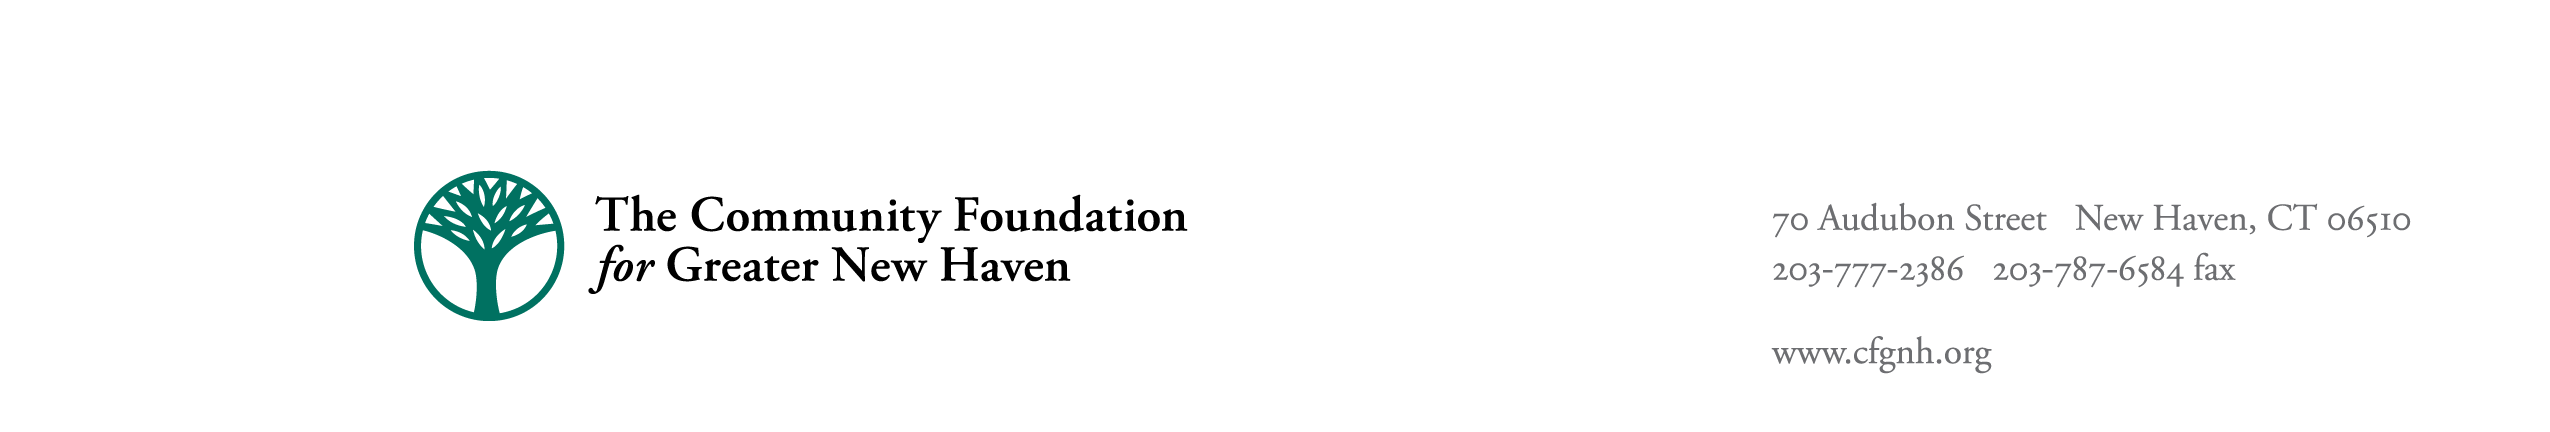 The Community Foundation
for Greater New Haven
70 Audubon Street New Haven, CT 06510
203-777-2386 203-787-6584 fax
www.cfgnh.org